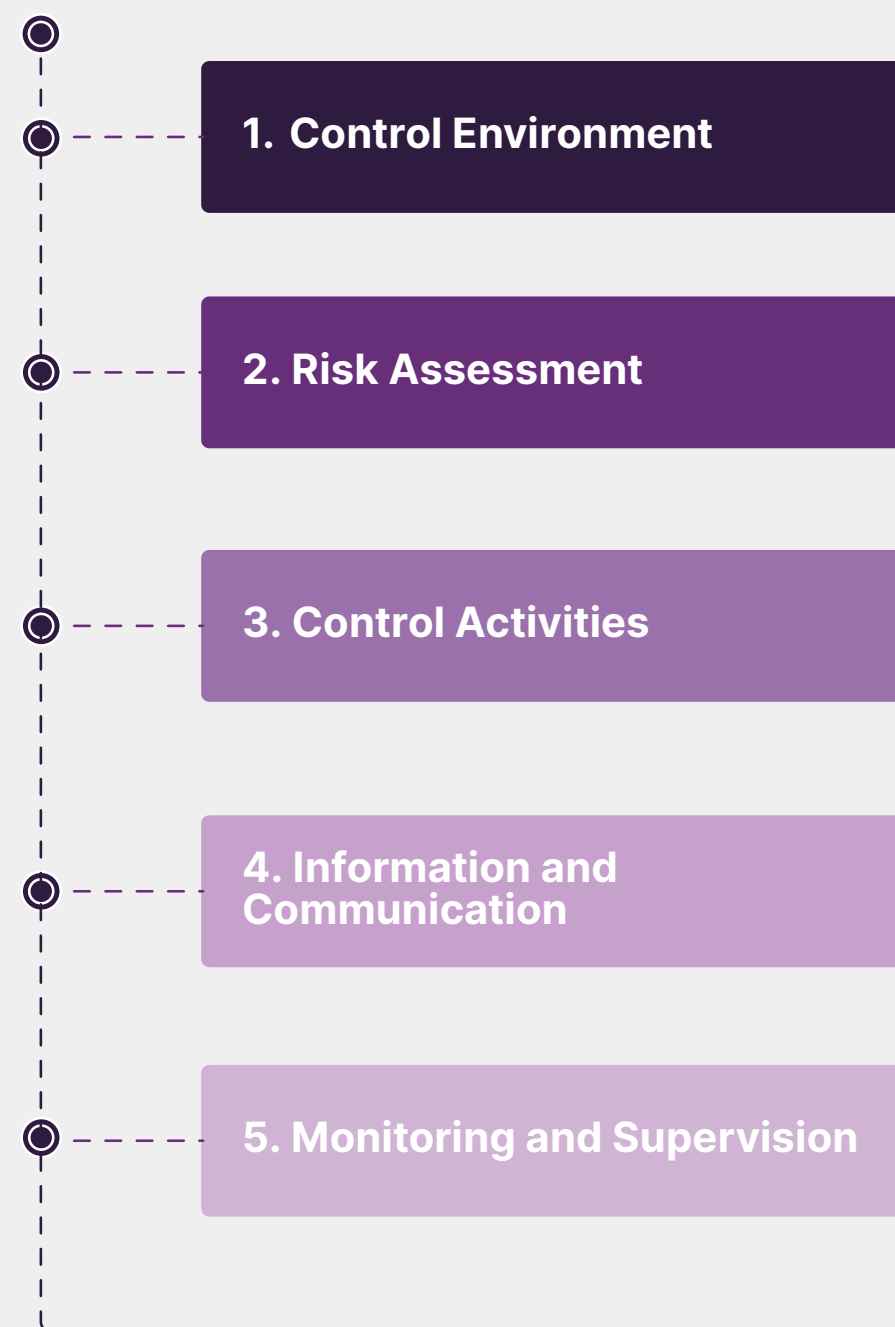 1. Control Environment
2. Risk Assessment
3. Control Activities
4. Information and
Communication
5. Monitoring and Supervision